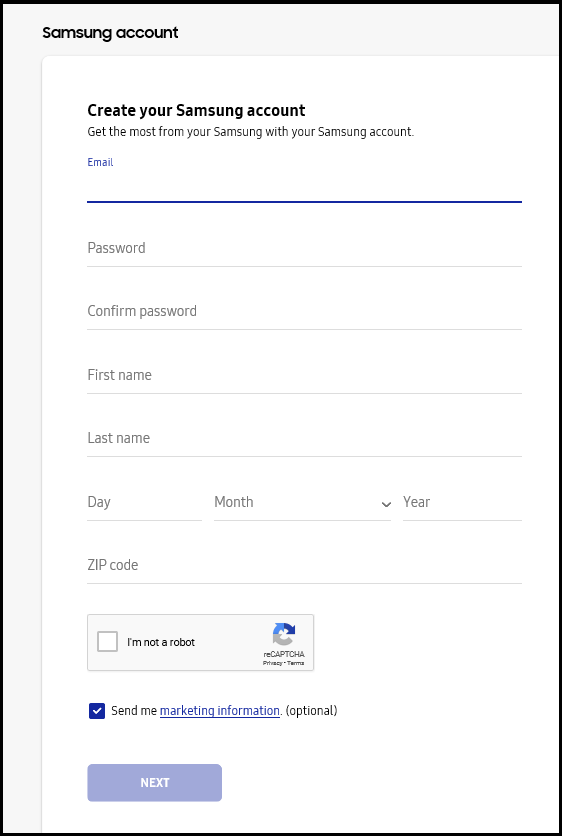 Samsung account
Create your Samsung account
Get the most from your Samsung with your Samsung account.
Email
Password
Confirm password
First name
Last name
Day Month Year
ZIP code
I'm not a robot
reCAPTCHA
Privacy - Terms
Send me marketing information. (optional)
NEXT